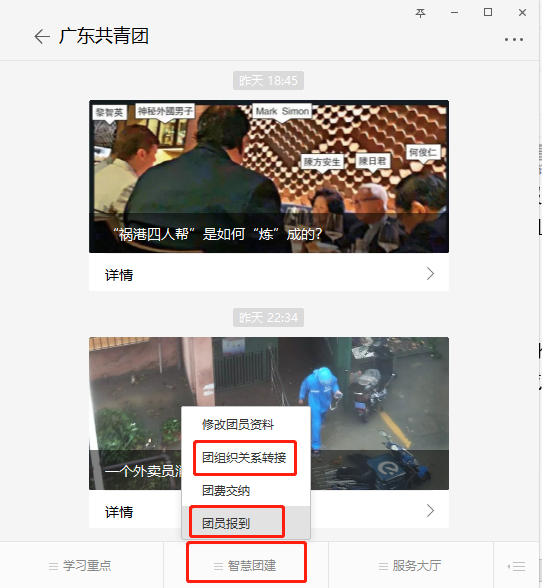 广东共青团
昨天 18:45
黎智英
神秘外國男子
Mark Simon
陳方安生
陳日君
何俊仁
“祸港四人帮”是如何“炼”成的?
详情
昨天 22:34
一个外卖员
详情
修改团员资料
团组织关系转接
团费交纳
团员报到
学习重点
智慧团建
服务大厅